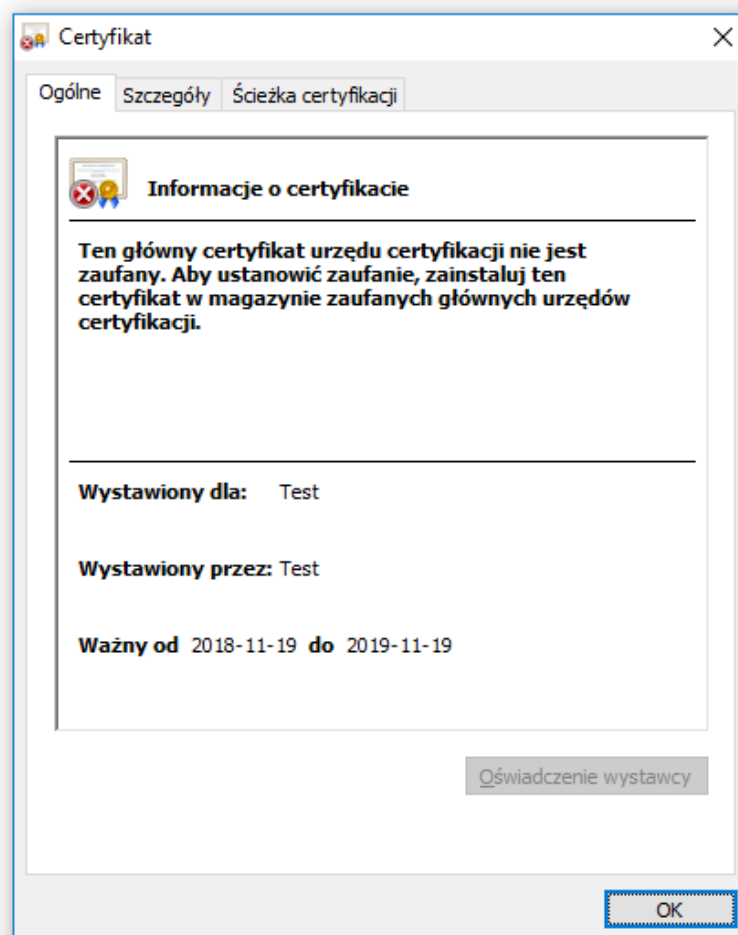 Certyfikat
Ogólne Szczegóły Ścieżka certyfikacji
Informacje o certyfikacie
Ten główny certyfikat urzędu certyfikacji nie jest
zaufany. Aby ustanowić zaufanie, zainstaluj ten
certyfikat w magazynie zaufanych głównych urzędów
certyfikacji.
Wystawiony dla: Test
Wystawiony przez: Test
Ważny od 2018-11-19 do 2019-11-19
Oświadczenie wystawcy
OK